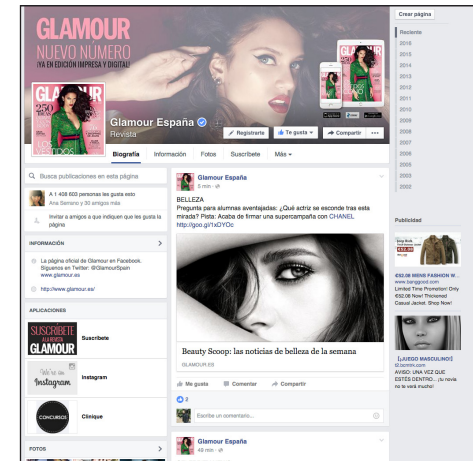 GLAMOUR
NUEVO NÚMERO
¡YA EN EDICIÓN IMPRESA Y DIGITAL!
GLAMOUR
250
Glamour España
Revista
Registrarte
Te gusta
Compartir
Biografía
Información
Fotos
Suscríbete
Más
Crear página
Reciente
2016
2015
2014
2013
2012
2011
2010
2009
2008
2007
2006
2005
2003
2002
Busca publicaciones en esta página
A 1 408 603 personas les gusta esto
Ana Serrano y 30 amigos más
Invitar a amigos a que indiquen que les gusta la
página
INFORMACIÓN
La página oficial de Glamour en Facebook.
Síguenos en Twitter: @GlamourSpain
www.glamour.es
http://www.glamour.es/
APLICACIONES
SUSCRÍBETE
A LA REVISTA
GLAMOUR
Suscríbete
We're on
Instagram
Instagram
CONCURSOS
Clinique
FOTOS
Glamour España
5 min
BELLEZA
Pregunta para alumnas aventajadas: ¿Qué actriz se esconde tras esta
mirada? Pista: Acaba de firmar una supercampaña con CHANEL
http://goo.gl/1xDYOc
Beauty Scoop: las noticias de belleza de la semana
GLAMOUR.ES
Me gusta
Comentar
Compartir
2
Escribe un comentario...
Glamour España
49 min
Publicidad
€52.08 MENS FASHION W...
www.banggood.com
Limited Time Promotion! Only
€52.08 Now! Thickened
Casual Jacket. Shop Now!
[¡JUEGO MASCULINO!]
AVISO: UNA VEZ QUE
ESTÉS DENTRO... ¡tu novia
no te verá mucho!